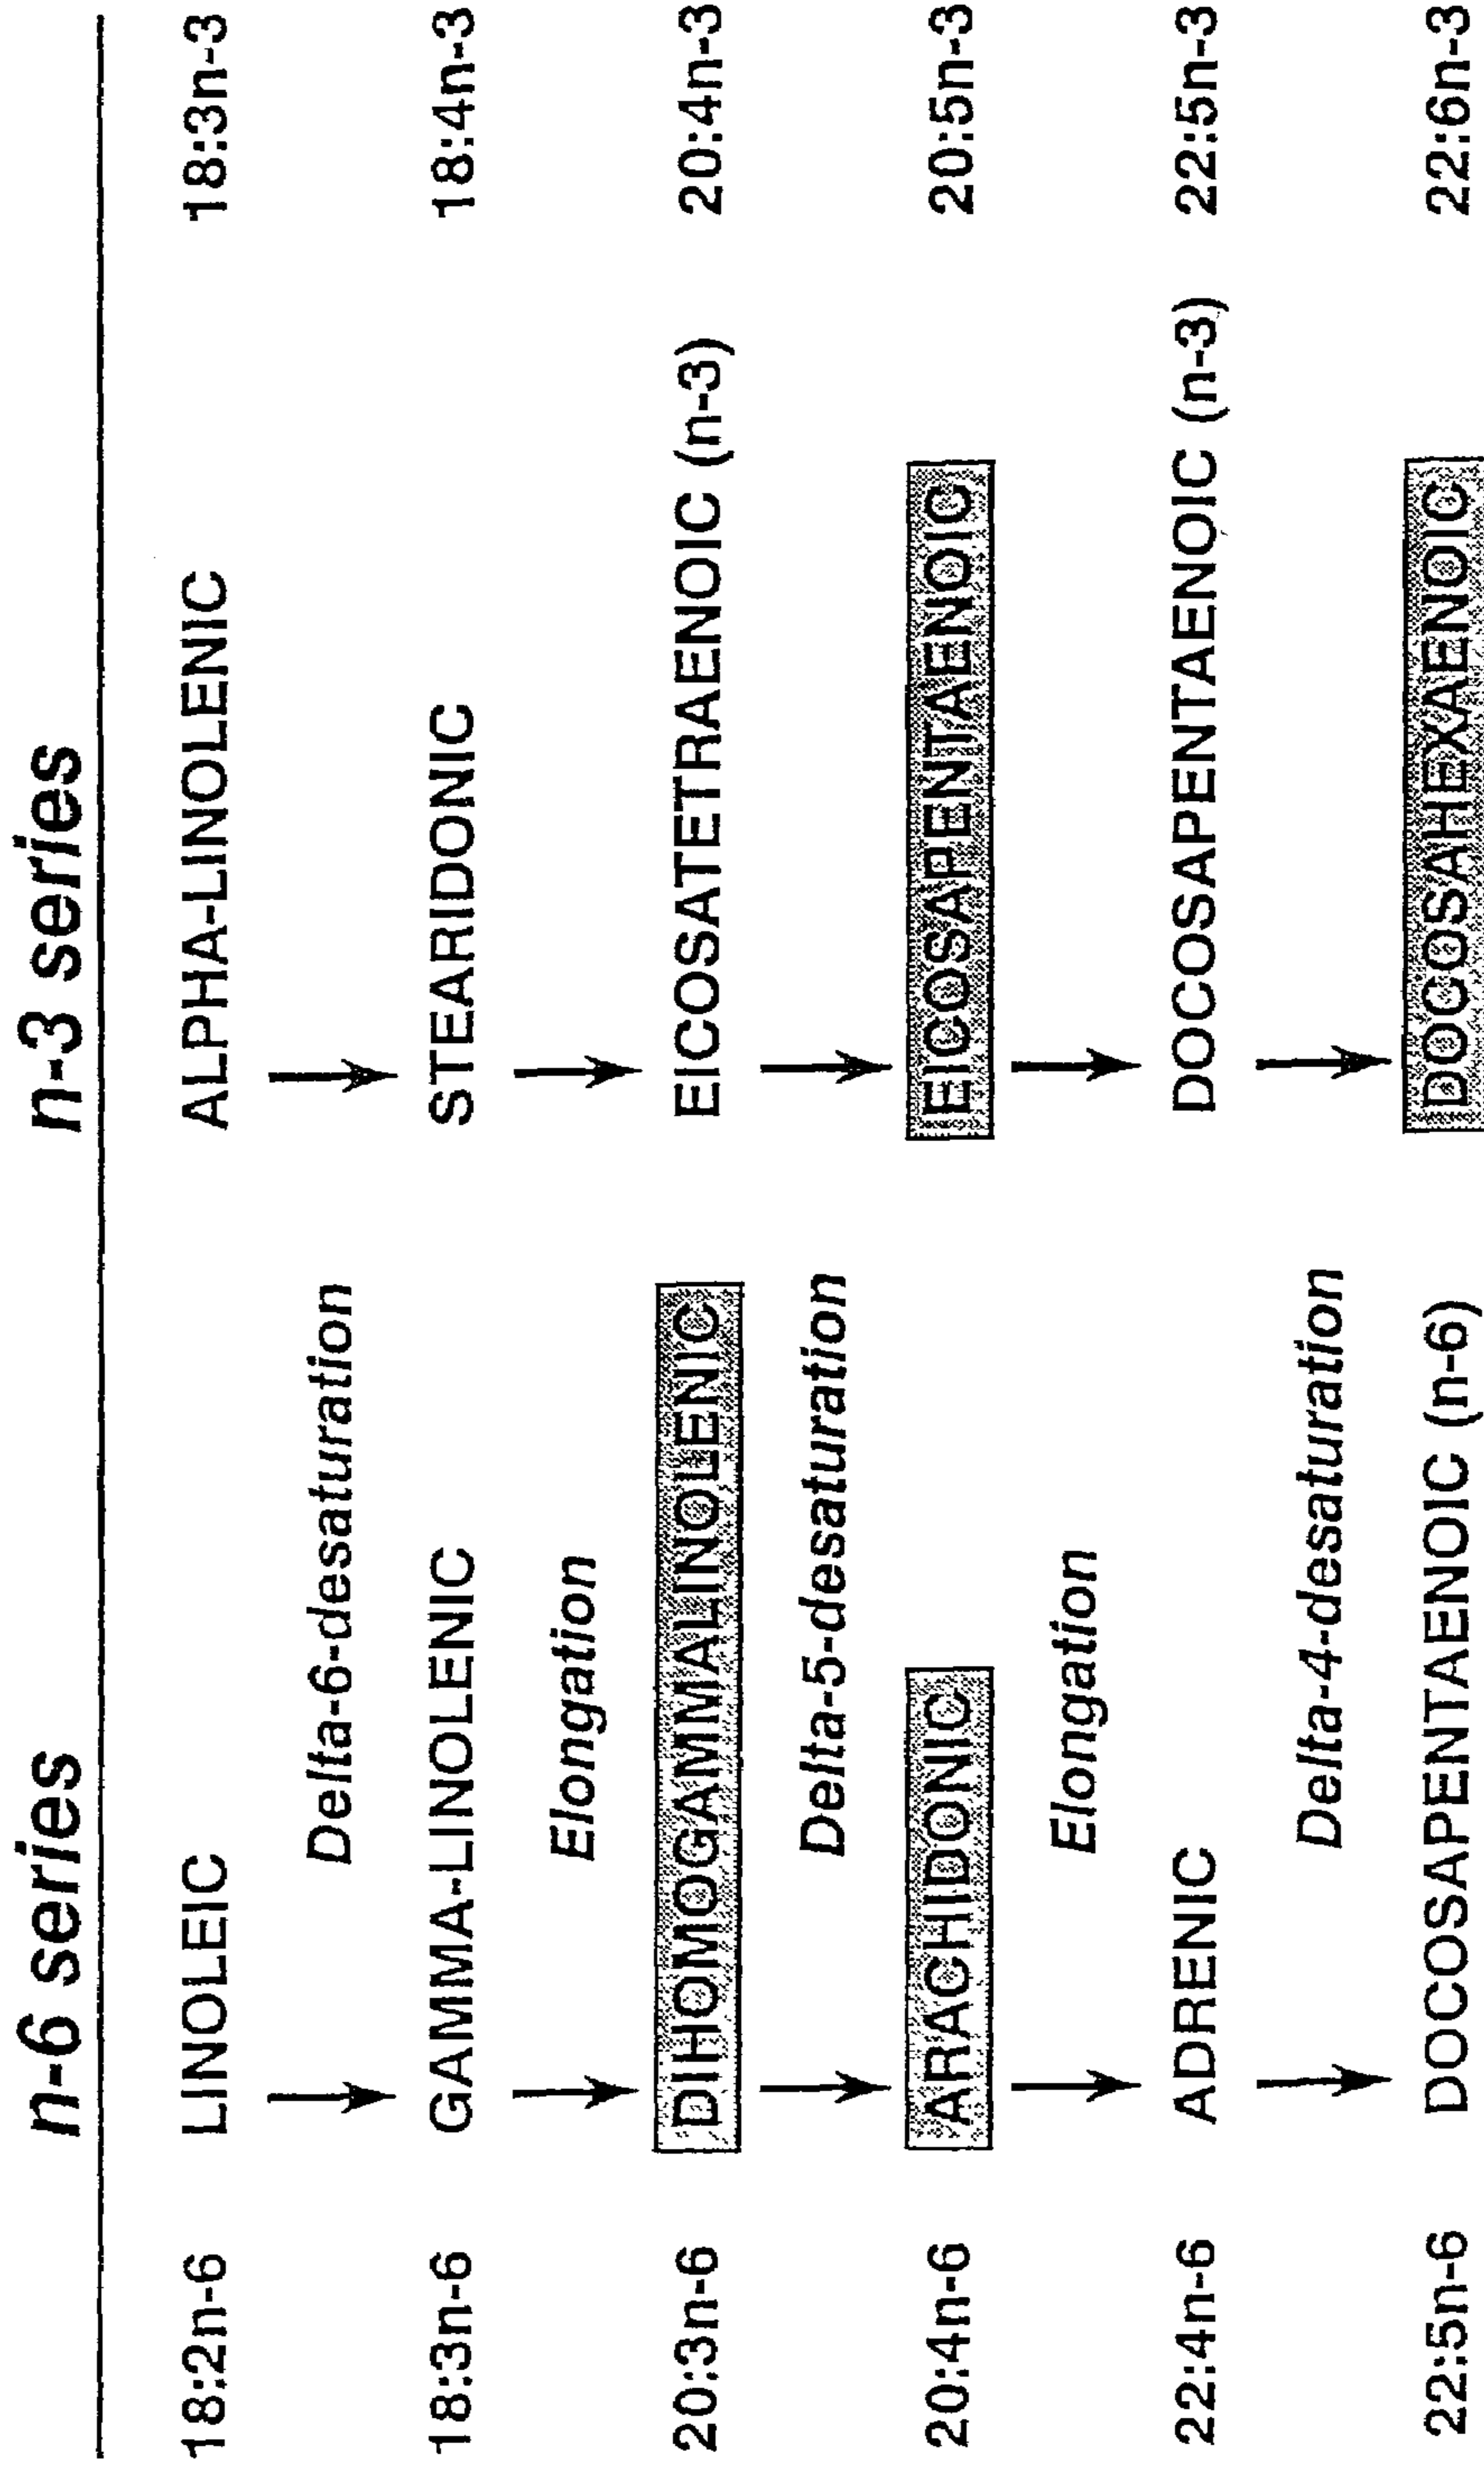 n-6 series n-3 series
18:2n-6 LINOLEIC ALPHA-LINOLENIC 18:3n-3
Delta-6-desaturation
18:3n-6 GAMMA-LINOLENIC STEARIDONIC 18:4n-3
Elongation
20:3n-6 DIHOMOGAMMALINOLENIC EICOSATETRAENOIC (n-3) 20:4n-3
Delta-5-desaturation
20:4n-6 ARACHIDONIC EICOSAPENTAENOIC 20:5n-3
Elongation
22:4n-6 ADRENIC DOCOSAPENTAENOIC (n-3) 22:5n-3
Delta-4-desaturation
22:5n-6 DOCOSAPENTAENOIC (n-6) DOCOSAHEXAENOIC 22:6n-3